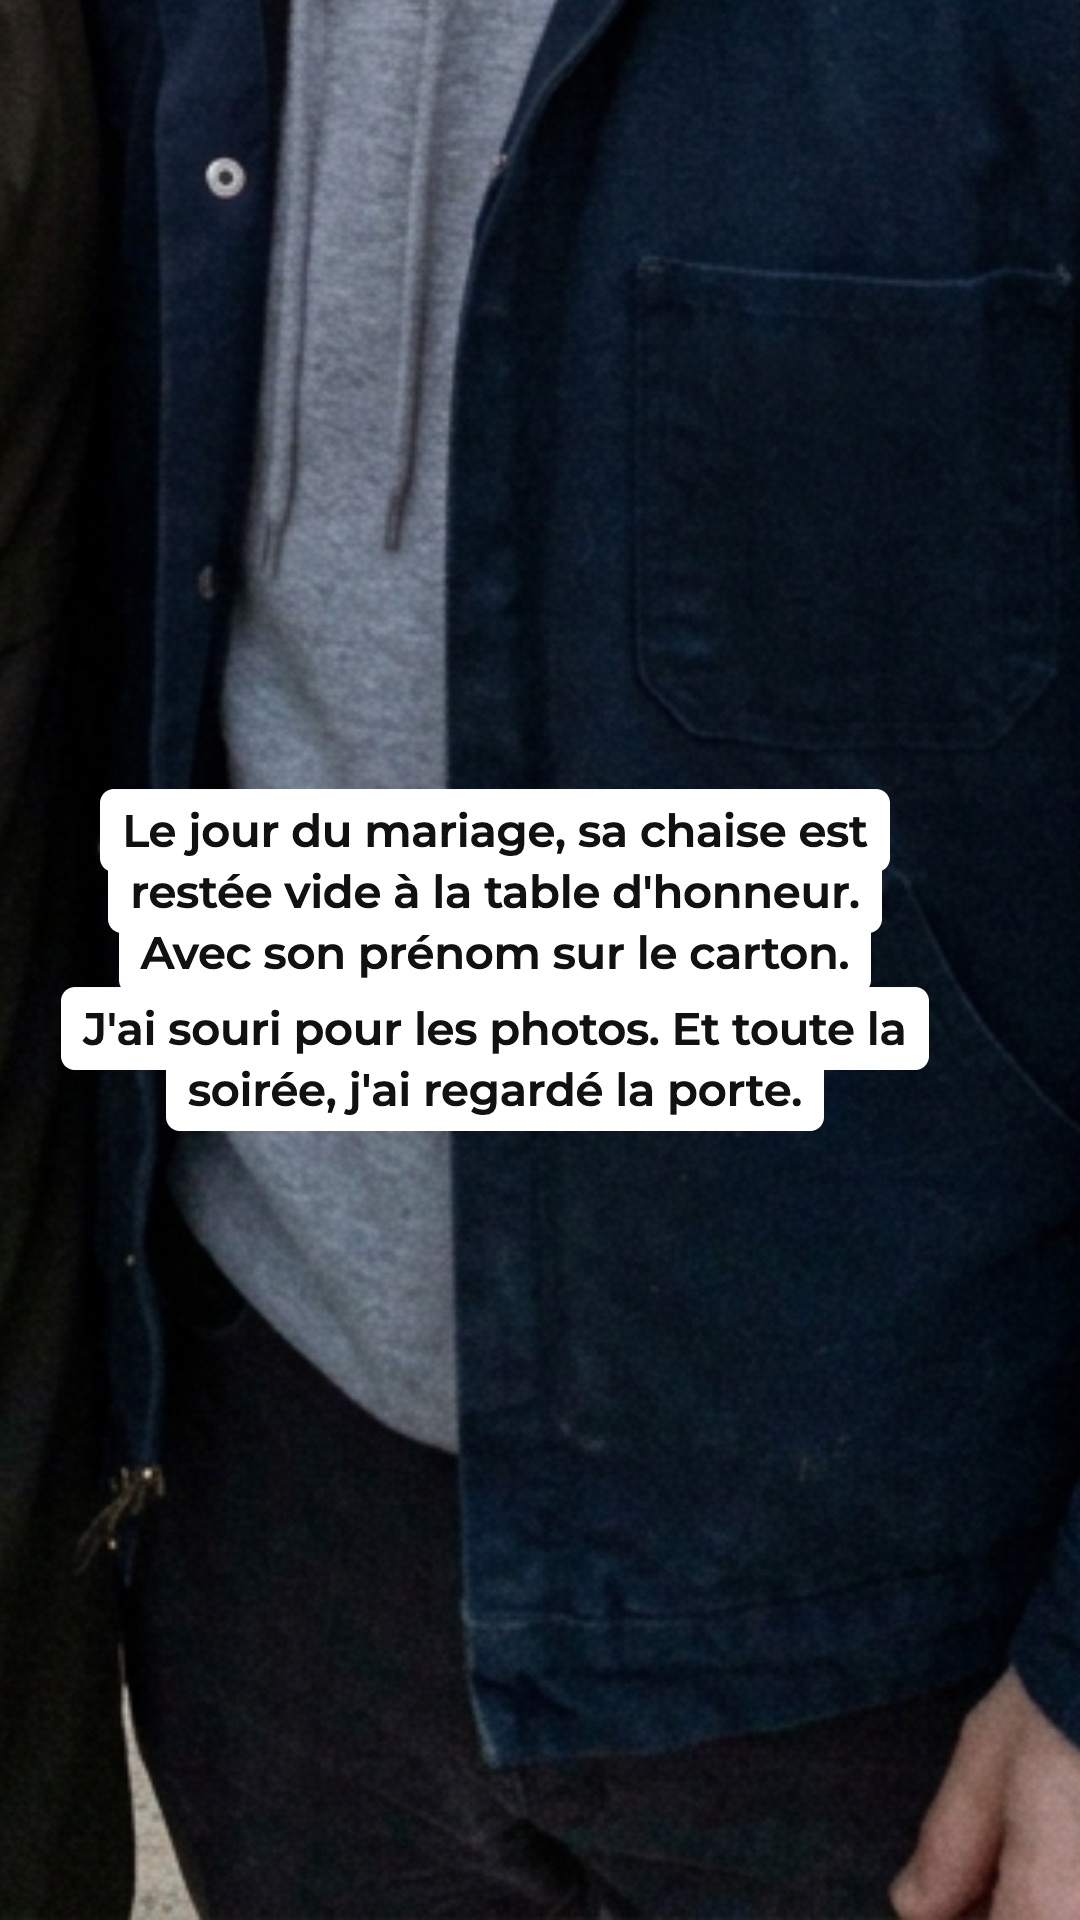 Le jour du mariage, sa chaise est
restée vide à la table d'honneur.
Avec son prénom sur le carton.
J'ai souri pour les photos. Et toute la
soirée, j'ai regardé la porte.